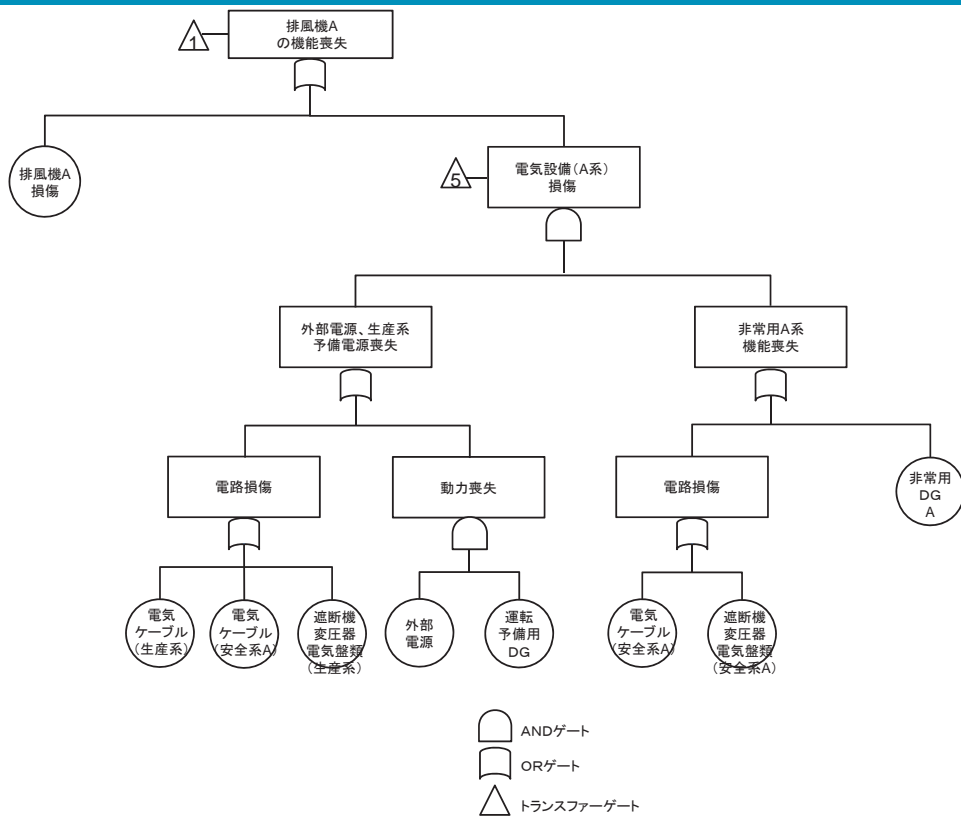 排風機A
の機能喪失
1
排風機A
損傷
電気設備（A系）
損傷
5
外部電源、生産系
予備電源喪失
非常用A系
機能喪失
電路損傷
動力喪失
電路損傷
非常用
DG
A
電気
ケーブル
（生産系）
電気
ケーブル
（安全系A）
遮断機
変圧器
電気盤類
（生産系）
外部
電源
運転
予備用
DG
電気
ケーブル
（安全系A）
遮断機
変圧器
電気盤類
（安全系A）
ANDゲート
ORゲート
トランスファーゲート